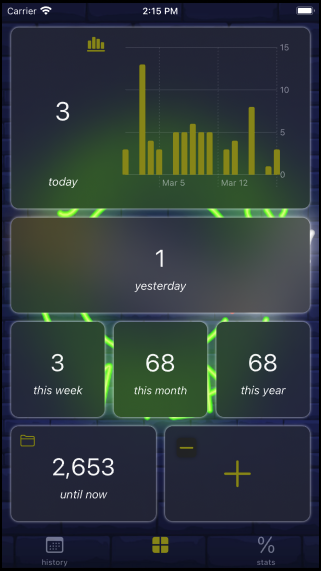 Carrier 2:15 PM
15
10
5
0
3
today
Mar 5 Mar 12
1
yesterday
3 68 68
this week this month this year
2,653
until now
history % stats